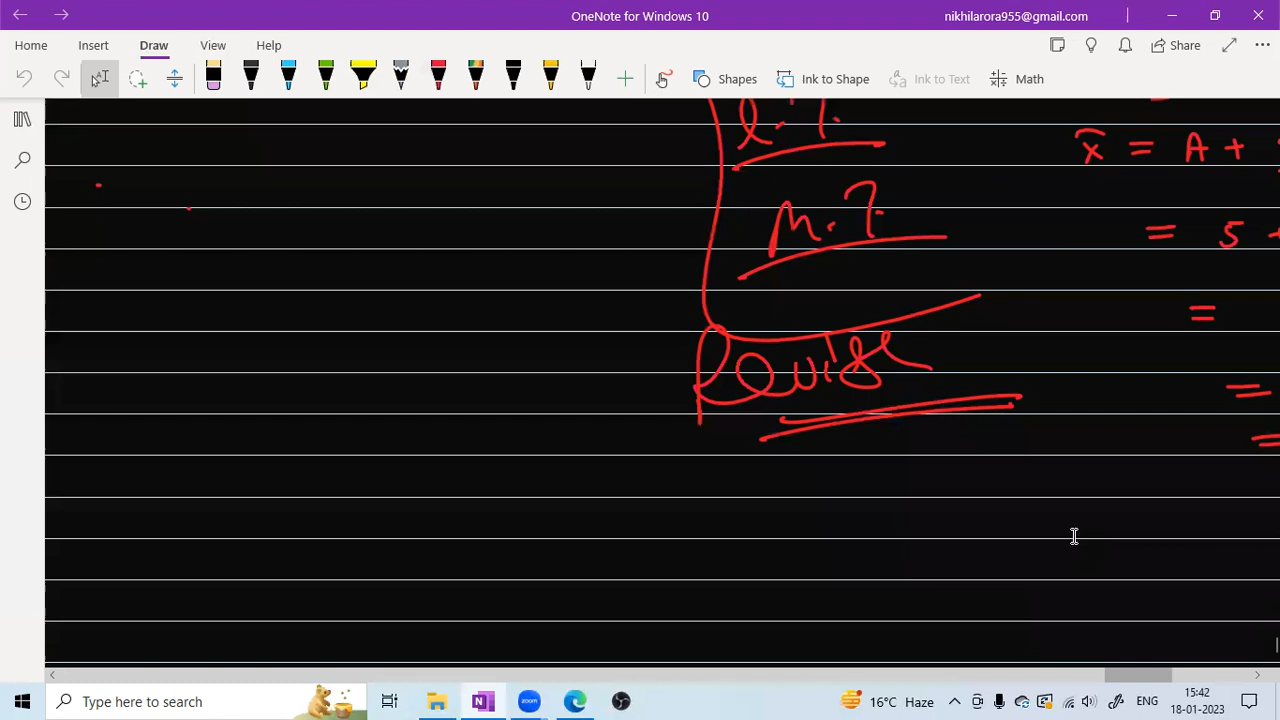 OneNote for Windows 10
nikhilarora955@gmail.com
Home Insert Draw View Help
Share
Shapes
Ink to Shape
Ink to Text
Math
x̄ = A +
= 5 +
M.?
=
=
=
Type here to search
zoom
16°C Haze
ENG
15:42
18-01-2023